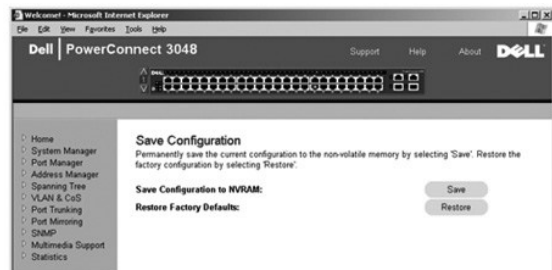 Welcome! - Microsoft Internet Explorer
File Edit View Favorites Tools Help
Dell | PowerConnect 3048
Support Help About DELL
1
Home
System Manager
Port Manager
Address Manager
Spanning Tree
VLAN & CoS
Port Trunking
Port Mirroring
SNMP
Multimedia Support
Statistics
Save Configuration
Permanently save the current configuration to the non-volatile memory by selecting 'Save'. Restore the
factory configuration by selecting 'Restore'.
Save Configuration to NVRAM: Save
Restore Factory Defaults: Restore